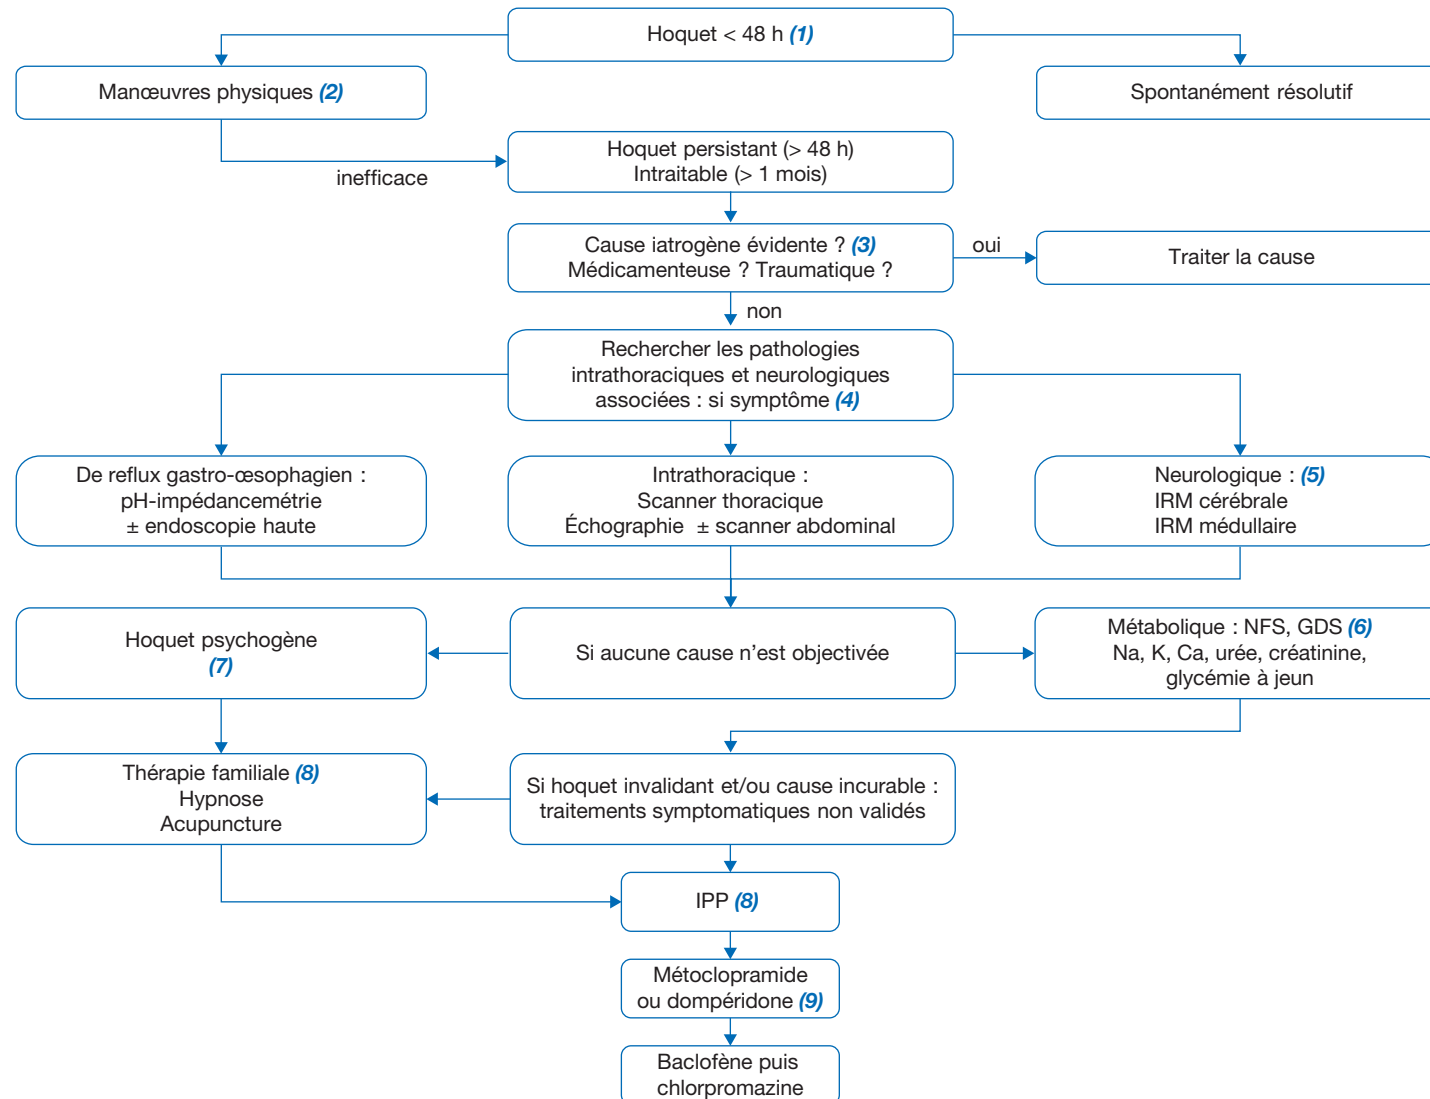 Hoquet < 48 h (1)
Manœuvres physiques (2)
Spontanément résolutif
inefficace
Hoquet persistant (> 48 h)
Intraitable (> 1 mois)
Cause iatrogène évidente ? (3)
Médicamenteuse ? Traumatique ?
oui
Traiter la cause
non
Rechercher les pathologies
intrathoraciques et neurologiques
associées : si symptôme (4)
De reflux gastro-œsophagien :
pH-impédancemétrie
± endoscopie haute
Intrathoracique :
Scanner thoracique
Échographie ± scanner abdominal
Neurologique : (5)
IRM cérébrale
IRM médullaire
Hoquet psychogène
(7)
Si aucune cause n’est objectivée
Métabolique : NFS, GDS (6)
Na, K, Ca, urée, créatinine,
glycémie à jeun
Thérapie familiale (8)
Hypnose
Acupuncture
Si hoquet invalidant et/ou cause incurable :
traitements symptomatiques non validés
IPP (8)
Métoclopramide
ou dompéridone (9)
Baclofène puis
chlorpromazine